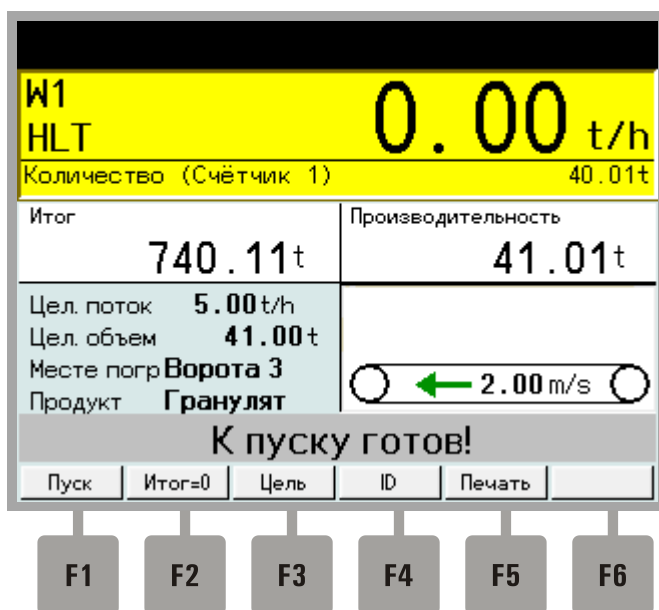 W1
0.00 t/h
HLT
Количество (Счётчик 1) 40.01t
Итог Производительность
740.11t 41.01t
Цел. поток 5.00t/h
Цел. объем 41.00t
Месте погр Ворота 3
2.00m/s
Продукт Гранулят
К пуску готов!
Пуск Итог=0 Цель ID Печать
F1 F2 F3 F4 F5 F6